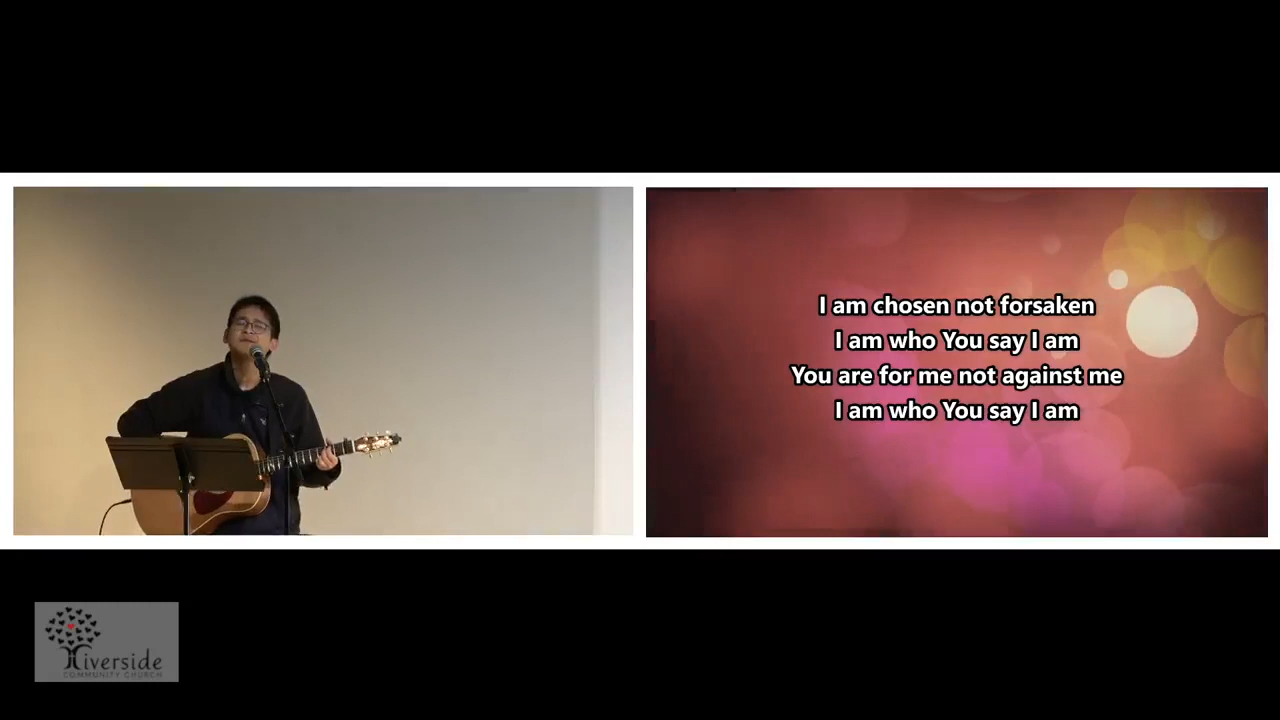 I am chosen not forsaken
I am who You say I am
You are for me not against me
I am who You say I am
Riverside
COMMUNITY CHURCH